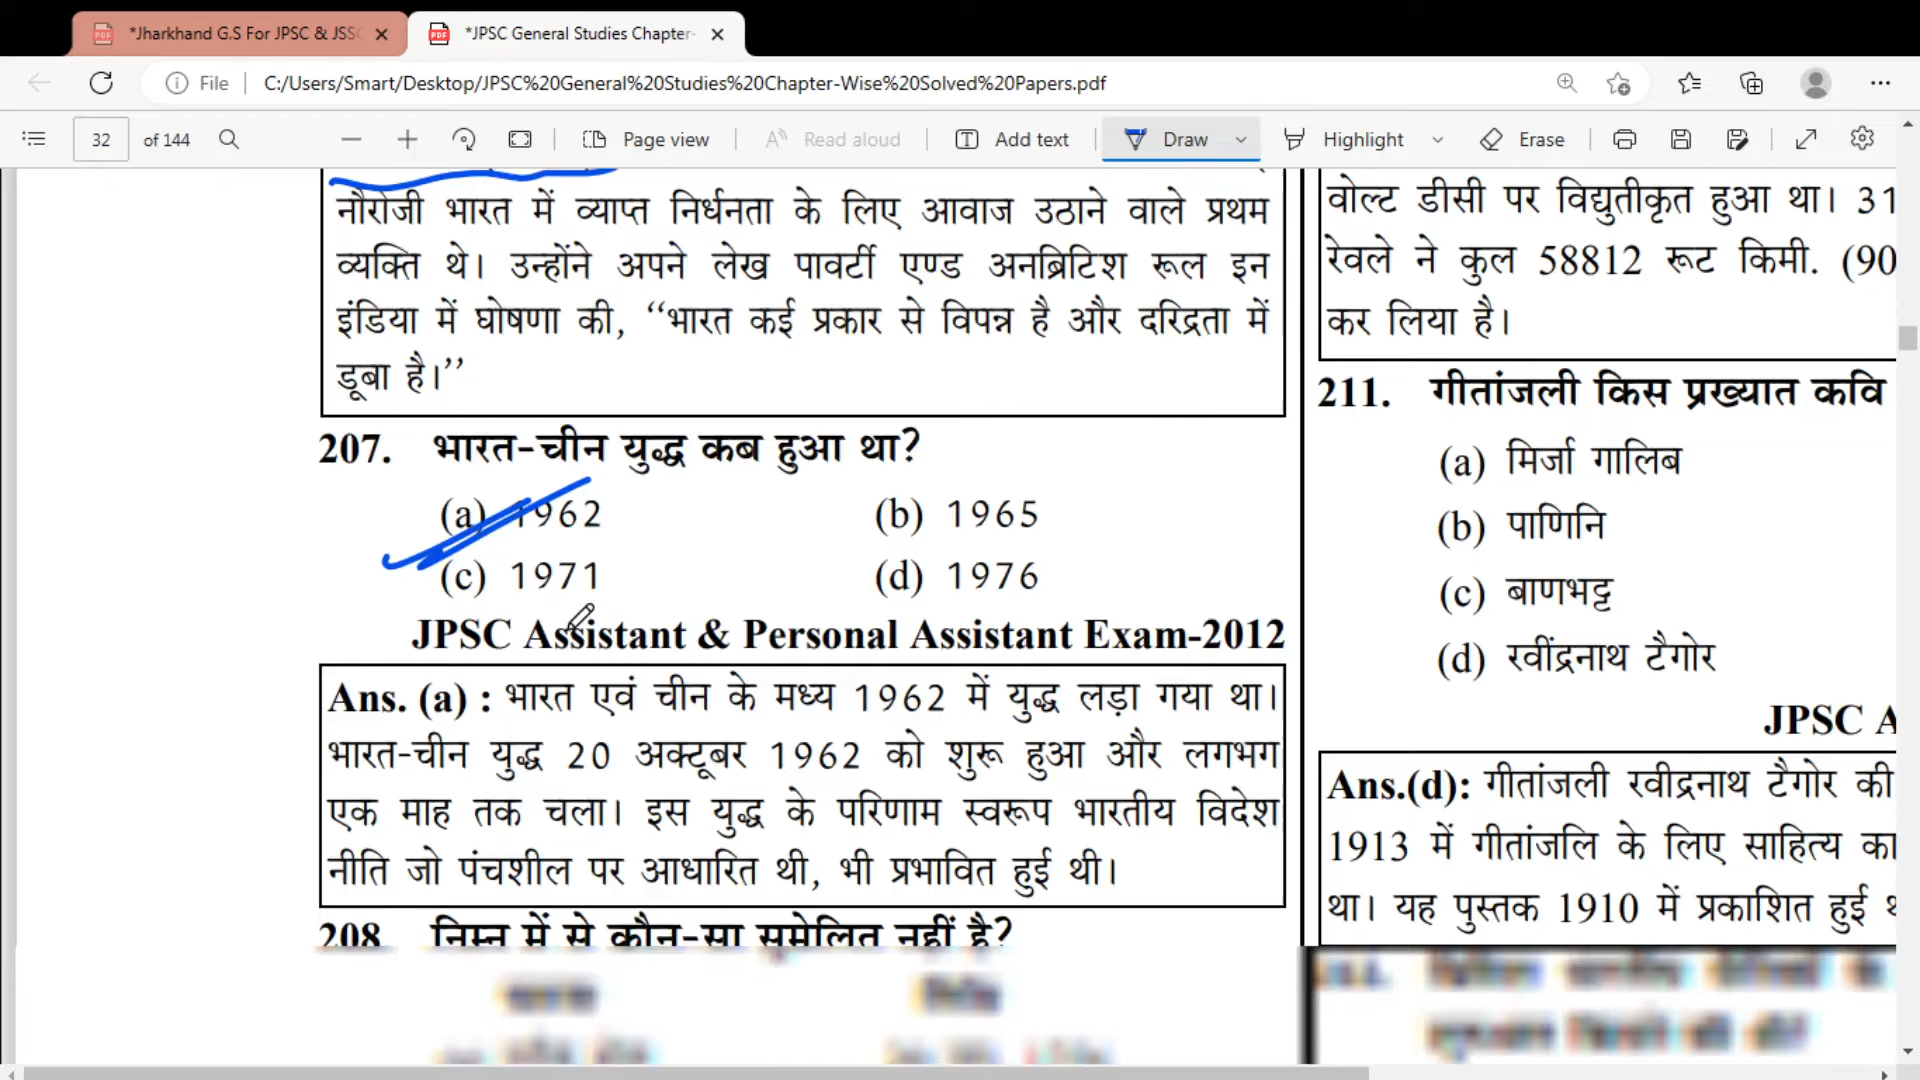 *Jharkhand G.S For JPSC & JSSC
*JPSC General Studies Chapter-
File C:/Users/Smart/Desktop/JPSC%20General%20Studies%20Chapter-Wise%20Solved%20Papers.pdf
32 of 144 Page view Read aloud Add text Draw Highlight Erase
नौरोजी भारत में व्याप्त निर्धनता के लिए आवाज उठाने वाले प्रथम
व्यक्ति थे। उन्होंने अपने लेख पावर्टी एण्ड अनब्रिटिश रूल इन
इंडिया में घोषणा की, ‘‘भारत कई प्रकार से विपन्न है और दरिद्रता में
डूबा है।’’
207. भारत-चीन युद्ध कब हुआ था?
(a) 1962 (b) 1965
(c) 1971 (d) 1976
JPSC Assistant & Personal Assistant Exam-2012
Ans. (a) : भारत एवं चीन के मध्य 1962 में युद्ध लड़ा गया था।
भारत-चीन युद्ध 20 अक्टूबर 1962 को शुरू हुआ और लगभग
एक माह तक चला। इस युद्ध के परिणाम स्वरूप भारतीय विदेश
नीति जो पंचशील पर आधारित थी, भी प्रभावित हुई थी।
208 निम्न में से कौन-सा सुमेलित नहीं है?
वोल्ट डीसी पर विद्युतीकृत हुआ था। 31
रेवले ने कुल 58812 रूट किमी. (90
कर लिया है।
211. गीतांजली किस प्रख्यात कवि
(a) मिर्जा गालिब
(b) पाणिनि
(c) बाणभट्ट
(d) रवींद्रनाथ टैगोर
JPSC A
Ans.(d): गीतांजली रवीद्रनाथ टैगोर की
1913 में गीतांजलि के लिए साहित्य का
था। यह पुस्तक 1910 में प्रकाशित हुई